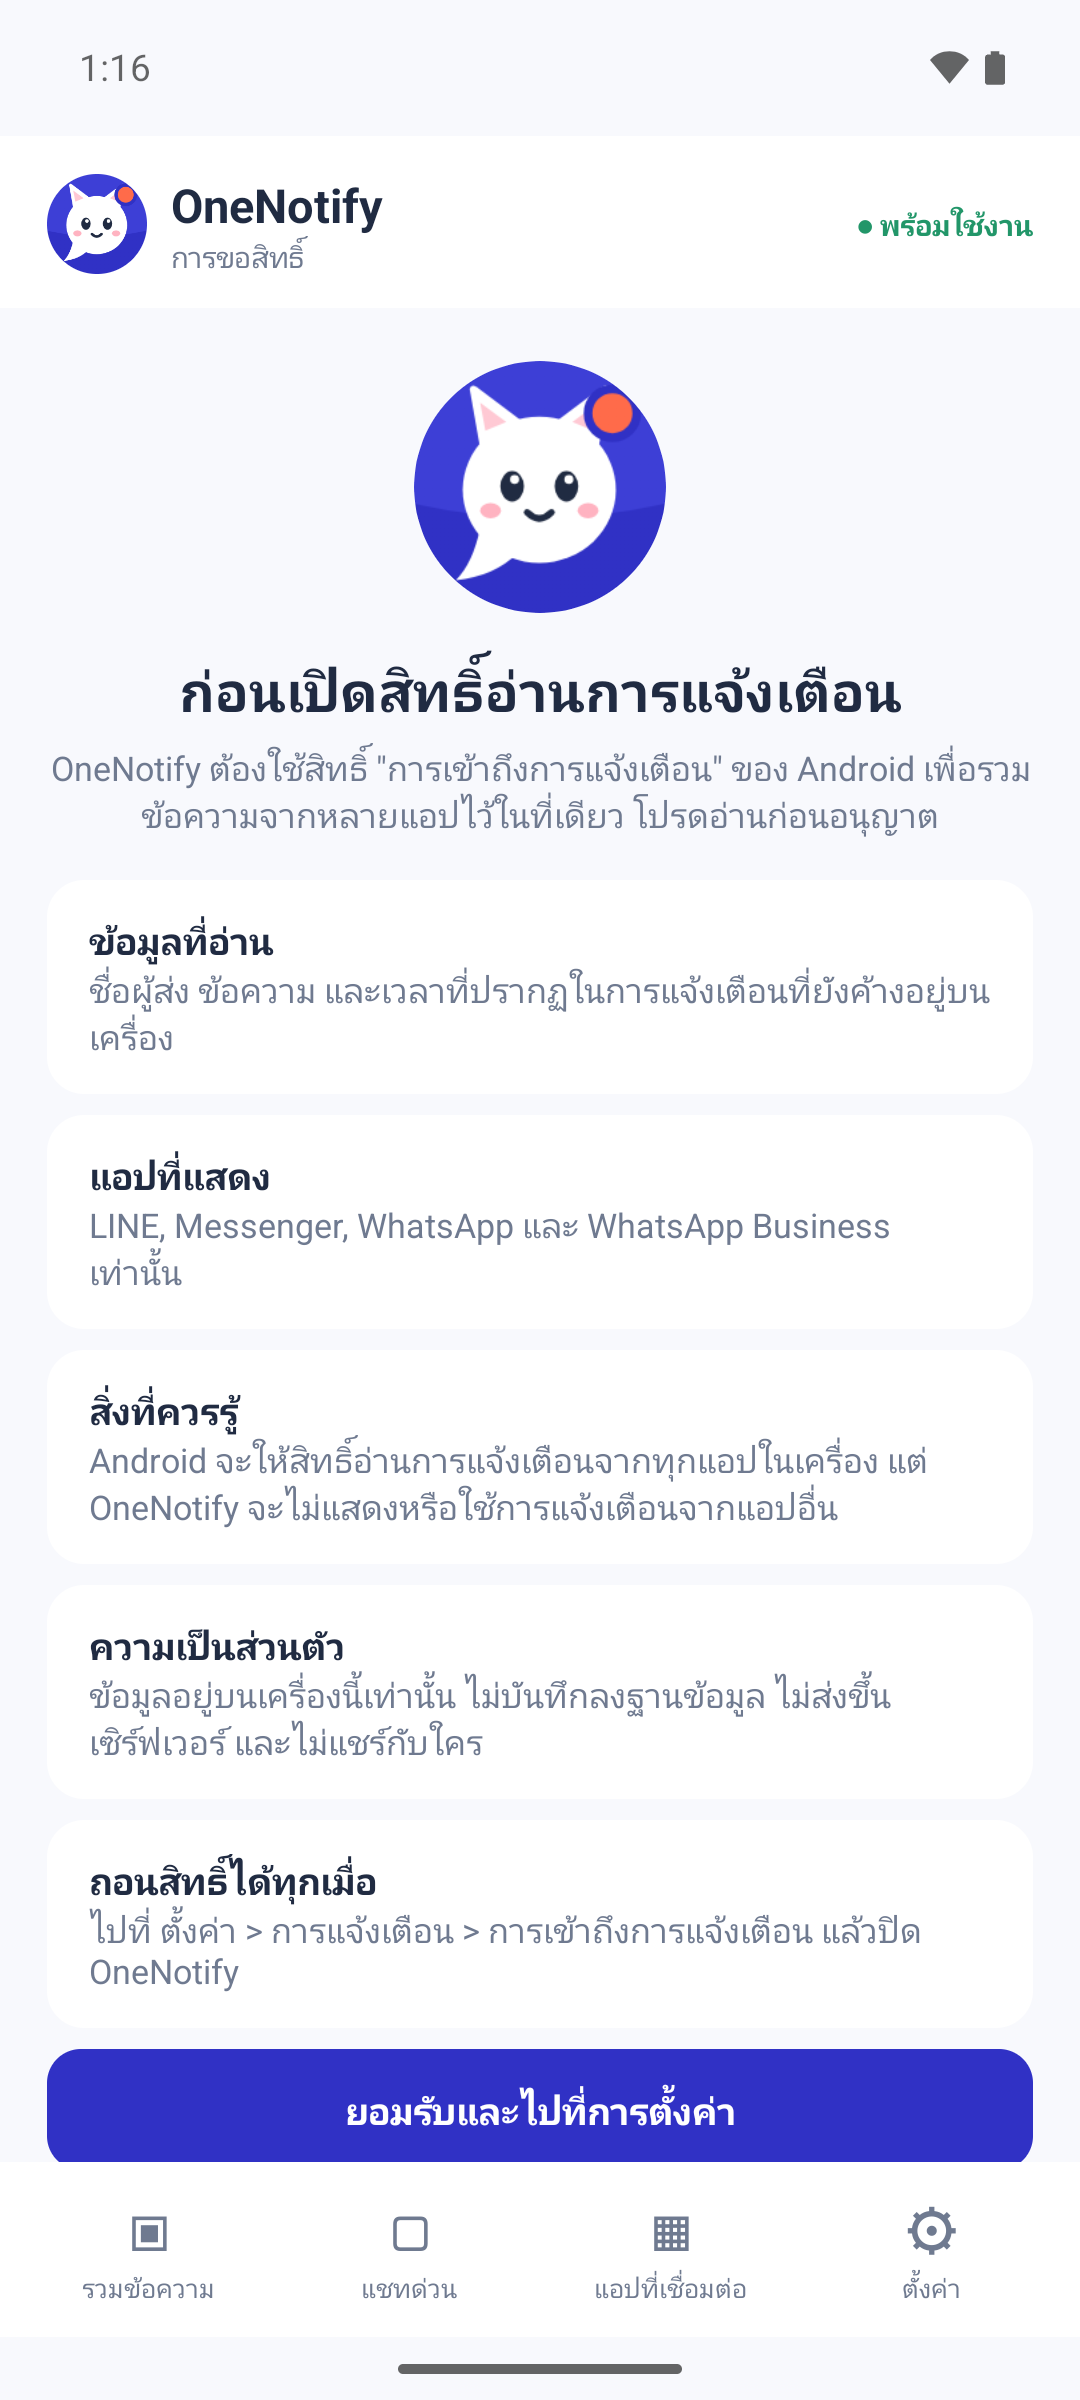 1:16
OneNotify
การขอสิทธิ์
พร้อมใช้งาน
ก่อนเปิดสิทธิ์อ่านการแจ้งเตือน
OneNotify ต้องใช้สิทธิ์ "การเข้าถึงการแจ้งเตือน" ของ Android เพื่อรวม
ข้อความจากหลายแอปไว้ในที่เดียว โปรดอ่านก่อนอนุญาต
ข้อมูลที่อ่าน
ชื่อผู้ส่ง ข้อความ และเวลาที่ปรากฏในการแจ้งเตือนที่ยังค้างอยู่บน
เครื่อง
แอปที่แสดง
LINE, Messenger, WhatsApp และ WhatsApp Business
เท่านั้น
สิ่งที่ควรรู้
Android จะให้สิทธิ์อ่านการแจ้งเตือนจากทุกแอปในเครื่อง แต่
OneNotify จะไม่แสดงหรือใช้การแจ้งเตือนจากแอปอื่น
ความเป็นส่วนตัว
ข้อมูลอยู่บนเครื่องนี้เท่านั้น ไม่บันทึกลงฐานข้อมูล ไม่ส่งขึ้น
เซิร์ฟเวอร์ และไม่แชร์กับใคร
ถอนสิทธิ์ได้ทุกเมื่อ
ไปที่ ตั้งค่า > การแจ้งเตือน > การเข้าถึงการแจ้งเตือน แล้วปิด
OneNotify
ยอมรับและไปที่การตั้งค่า
รวมข้อความ
แชทด่วน
แอปที่เชื่อมต่อ
ตั้งค่า